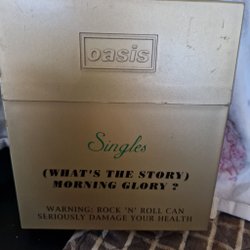 oasis
Singles
(WHAT'S THE STORY)
MORNING GLORY ?
WARNING: ROCK 'N' ROLL CAN
SERIOUSLY DAMAGE YOUR HEALTH